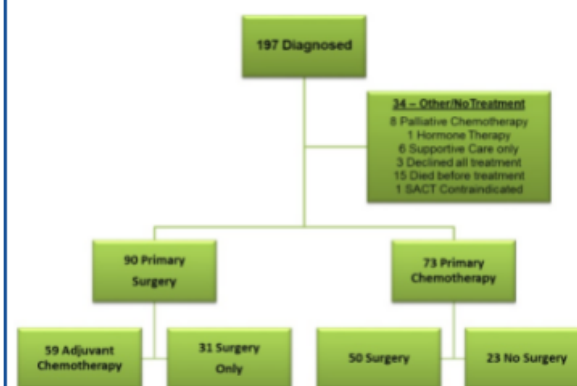 197 Diagnosed
34 – Other/NoTreatment
8 Palliative Chemotherapy
1 Hormone Therapy
6 Supportive Care only
3 Declined all treatment
15 Died before treatment
1 SACT Contraindicated
90 Primary
Surgery
73 Primary
Chemotherapy
59 Adjuvant
Chemotherapy
31 Surgery
Only
50 Surgery
23 No Surgery